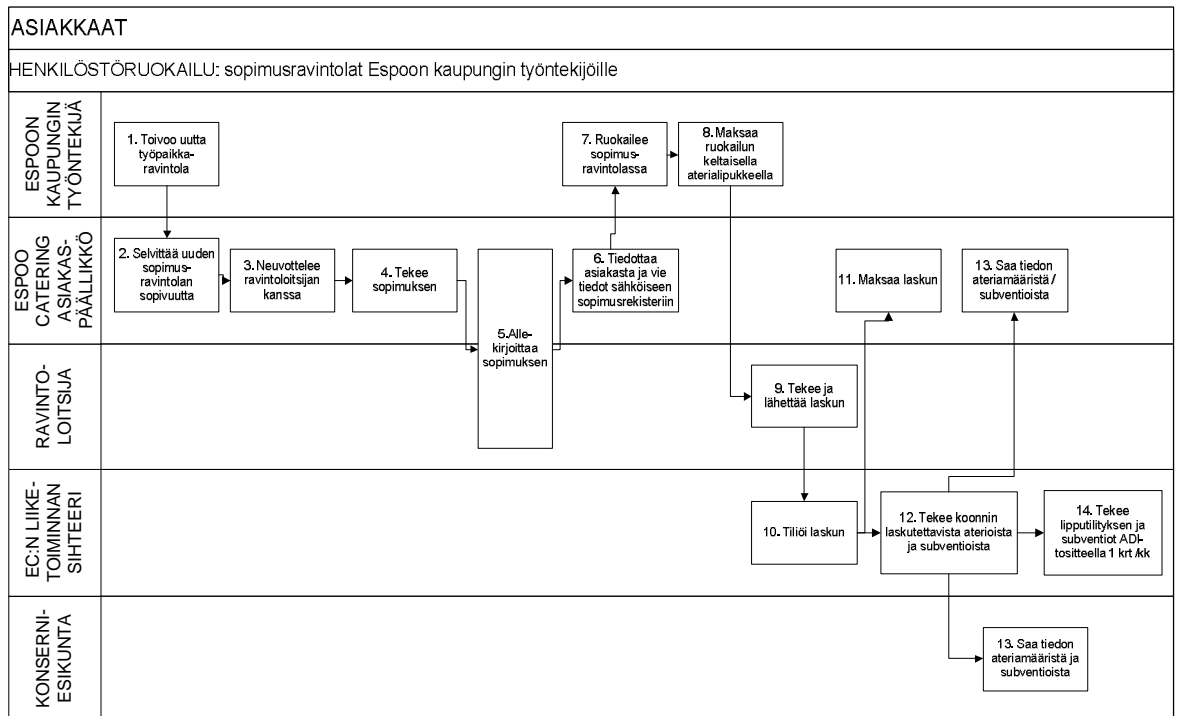 ASIAKKAAT
HENKILÖSTÖRUOKAILU: sopimusravintolat Espoon kaupungin työntekijöille
ESPOON
KAUPUNGIN
TYÖNTEKIJÄ
1. Toivoo uutta
työpaikka-
ravintola
7. Ruokailee
sopimus-
ravintolassa
8. Maksaa
ruokailun
keltaisella
aterialipukkeella
ESPOO
CATERING
ASIAKAS-
PÄÄLLIKKÖ
2. Selvittää uuden
sopimus-
ravintolan
sopivuutta
3. Neuvottelee
ravintoloitsijan
kanssa
4. Tekee
sopimuksen
5.Alle-
kirjoittaa
sopimuksen
6. Tiedottaa
asiakasta ja vie
tiedot sähköiseen
sopimusrekisteriin
11. Maksaa laskun
13. Saa tiedon
ateriamääristä /
subventioista
RAVINTO-
LOITSIJA
9. Tekee ja
lähettää laskun
EC:N LIIKE-
TOIMINNAN
SIHTEERI
10. Tiliöi laskun
12. Tekee koonnin
laskutettavista aterioista
ja subventioista
14. Tekee
lipputilityksen ja
subventiot ADI-
tositteella 1 krt /kk
KONSERNI-
ESIKUNTA
13. Saa tiedon
ateriamääristä ja
subventioista